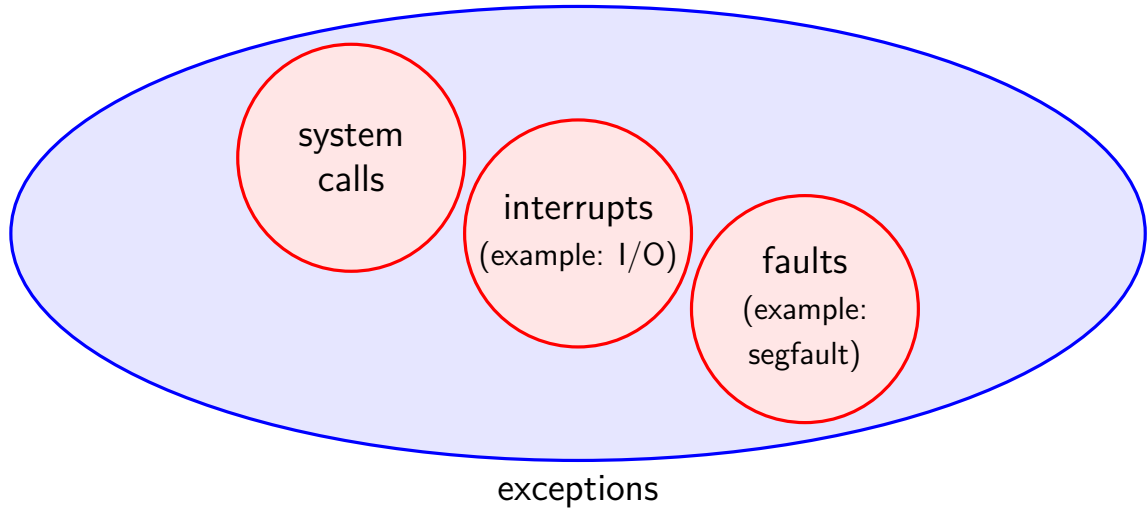 system
calls
interrupts
(example: I/O)
faults
(example:
segfault)
exceptions